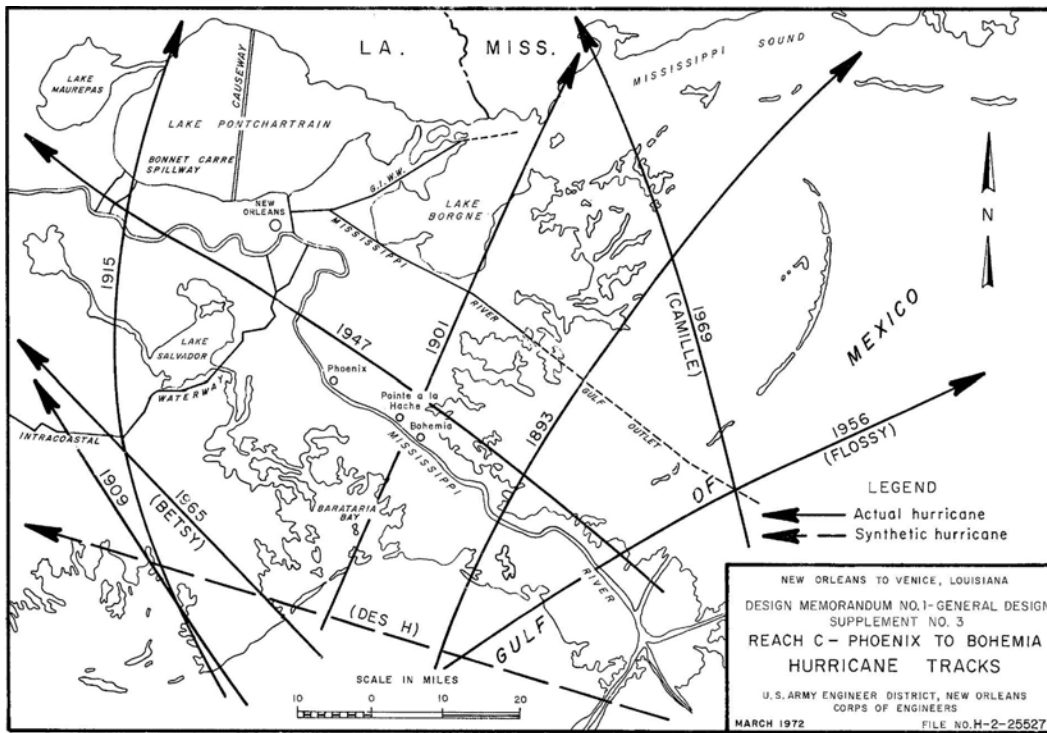 LA.
MISS.
MISSISSIPPI SOUND
LAKE
MAUREPAS
CAUSEWAY
LAKE PONTCHARTRAIN
BONNET CARRE
SPILLWAY
NEW
ORLEANS
G.I.W.W.
LAKE
BORGNE
MISSISSIPPI
RIVER
GULF
OUTLET
N
1915
1947
1901
1893
1969
(CAMILLE)
GULF
OF
MEXICO
1956
(FLOSSY)
LAKE
SALVADOR
WATERWAY
INTRACOASTAL
Phoenix
Pointe a la
Hache
Bohemia
MISSISSIPPI
RIVER
1909
1965
(BETSY)
BARATARIA
BAY
(DES H)
LEGEND
Actual hurricane
Synthetic hurricane
SCALE IN MILES
10 0 10 20
NEW ORLEANS TO VENICE, LOUISIANA
DESIGN MEMORANDUM NO.1-GENERAL DESIGN
SUPPLEMENT NO. 3
REACH C - PHOENIX TO BOHEMIA
HURRICANE TRACKS
U.S. ARMY ENGINEER DISTRICT, NEW ORLEANS
CORPS OF ENGINEERS
MARCH 1972 FILE NO. H-2-25527